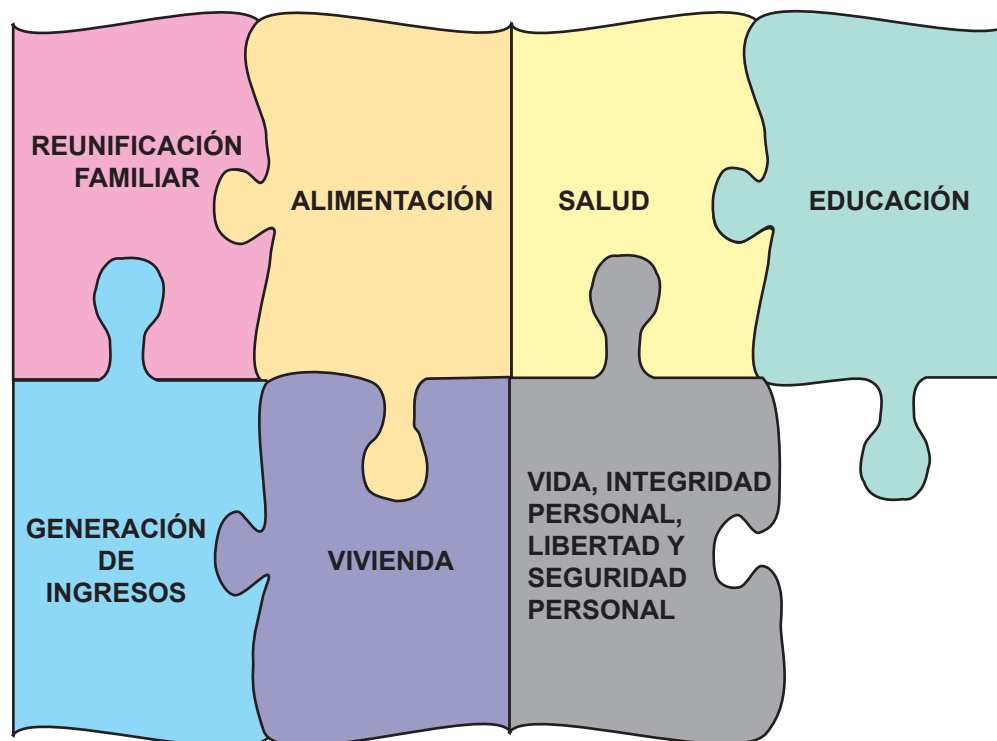 REUNIFICACIÓN
FAMILIAR
ALIMENTACIÓN
SALUD
EDUCACIÓN
GENERACIÓN
DE
INGRESOS
VIVIENDA
VIDA, INTEGRIDAD
PERSONAL,
LIBERTAD Y
SEGURIDAD
PERSONAL